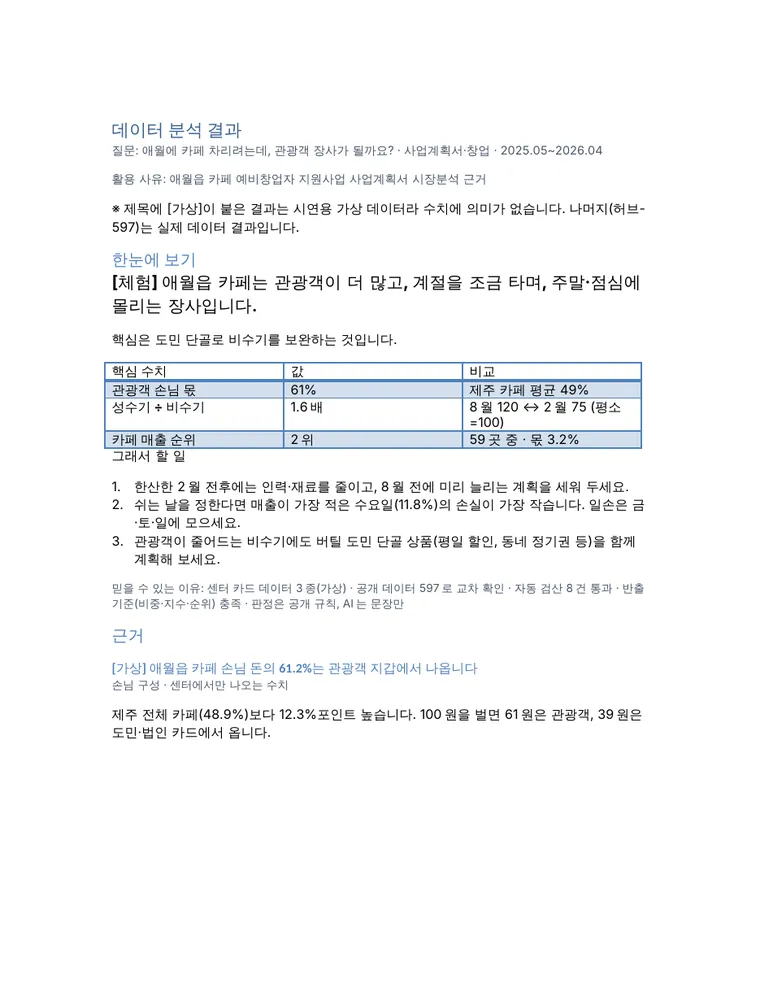 데이터 분석 결과
질문: 애월에 카페 차리려는데, 관광객 장사가 될까요? · 사업계획서·창업 · 2025.05~2026.04
활용 사유: 애월읍 카페 예비창업자 지원사업 사업계획서 시장분석 근거
※ 제목에 [가상]이 붙은 결과는 시연용 가상 데이터라 수치에 의미가 없습니다. 나머지(허브-
597)는 실제 데이터 결과입니다.
한눈에 보기
[체험] 애월읍 카페는 관광객이 더 많고, 계절을 조금 타며, 주말·점심에
몰리는 장사입니다.
핵심은 도민 단골로 비수기를 보완하는 것입니다.
핵심 수치 값 비교
관광객 손님 몫 61% 제주 카페 평균 49%
성수기 ÷ 비수기 1.6배 8월 120 ↔ 2월 75 (평소
=100)
카페 매출 순위 2위 59곳 중 · 몫 3.2%
그래서 할 일
1. 한산한 2월 전후에는 인력·재료를 줄이고, 8월 전에 미리 늘리는 계획을 세워 두세요.
2. 쉬는 날을 정한다면 매출이 가장 적은 수요일(11.8%)의 손실이 가장 작습니다. 일손은 금
·토·일에 모으세요.
3. 관광객이 줄어드는 비수기에도 버틸 도민 단골 상품(평일 할인, 동네 정기권 등)을 함께
계획해 보세요.
믿을 수 있는 이유: 센터 카드 데이터 3종(가상) · 공개 데이터 597로 교차 확인 · 자동 검산 8건 통과 · 반출
기준(비중·지수·순위) 충족 · 판정은 공개 규칙, AI는 문장만
근거
[가상] 애월읍 카페 손님 돈의 61.2%는 관광객 지갑에서 나옵니다
손님 구성 · 센터에서만 나오는 수치
제주 전체 카페(48.9%)보다 12.3%포인트 높습니다. 100원을 벌면 61원은 관광객, 39원은
도민·법인 카드에서 옵니다.